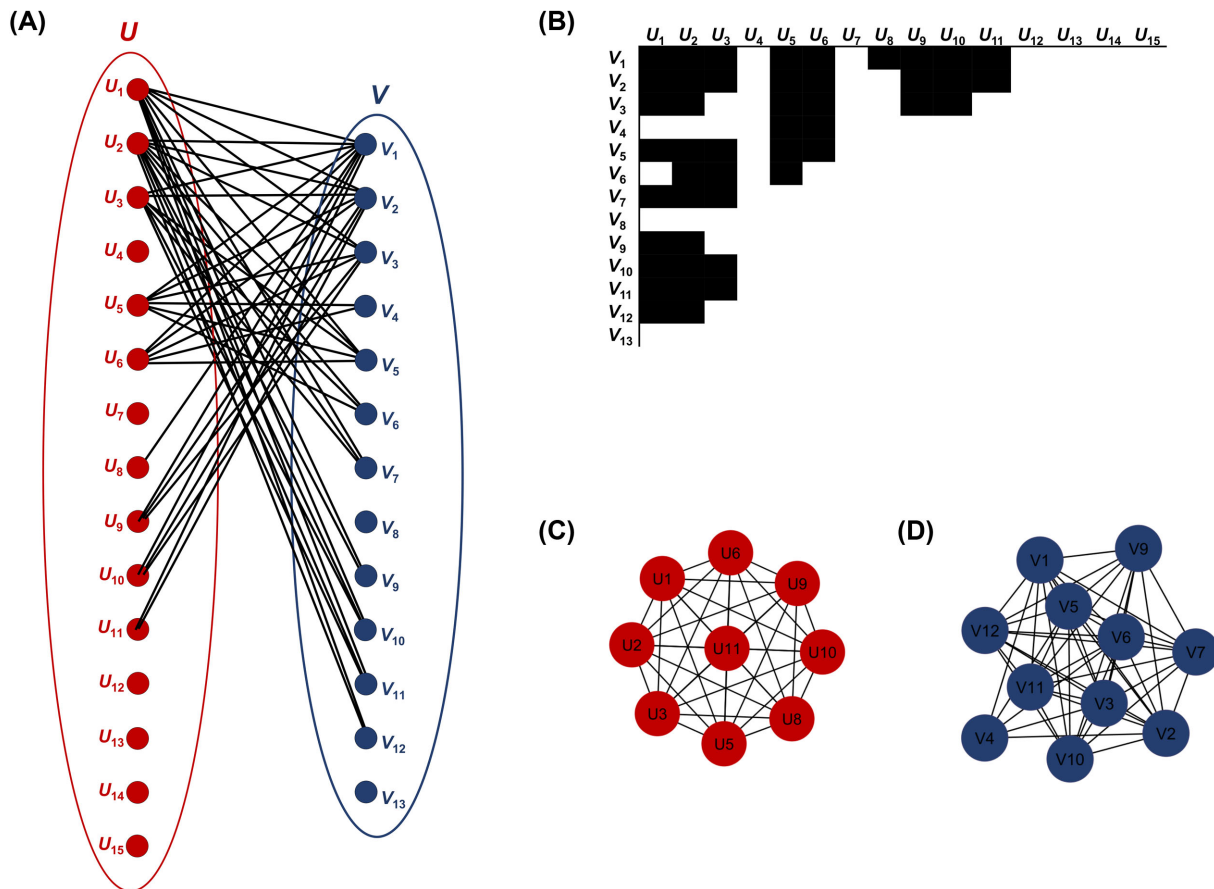 (A)
U
V
U1
U2
U3
U4
U5
U6
U7
U8
U9
U10
U11
U12
U13
U14
U15
V1
V2
V3
V4
V5
V6
V7
V8
V9
V10
V11
V12
V13
(B)
U1 U2 U3 U4 U5 U6 U7 U8 U9 U10 U11 U12 U13 U14 U15
V1
V2
V3
V4
V5
V6
V7
V8
V9
V10
V11
V12
V13
(C)
U6
U1
U9
U2
U11
U10
U3
U8
U5
(D)
V9
V1
V5
V12
V6
V7
V11
V3
V4
V2
V10